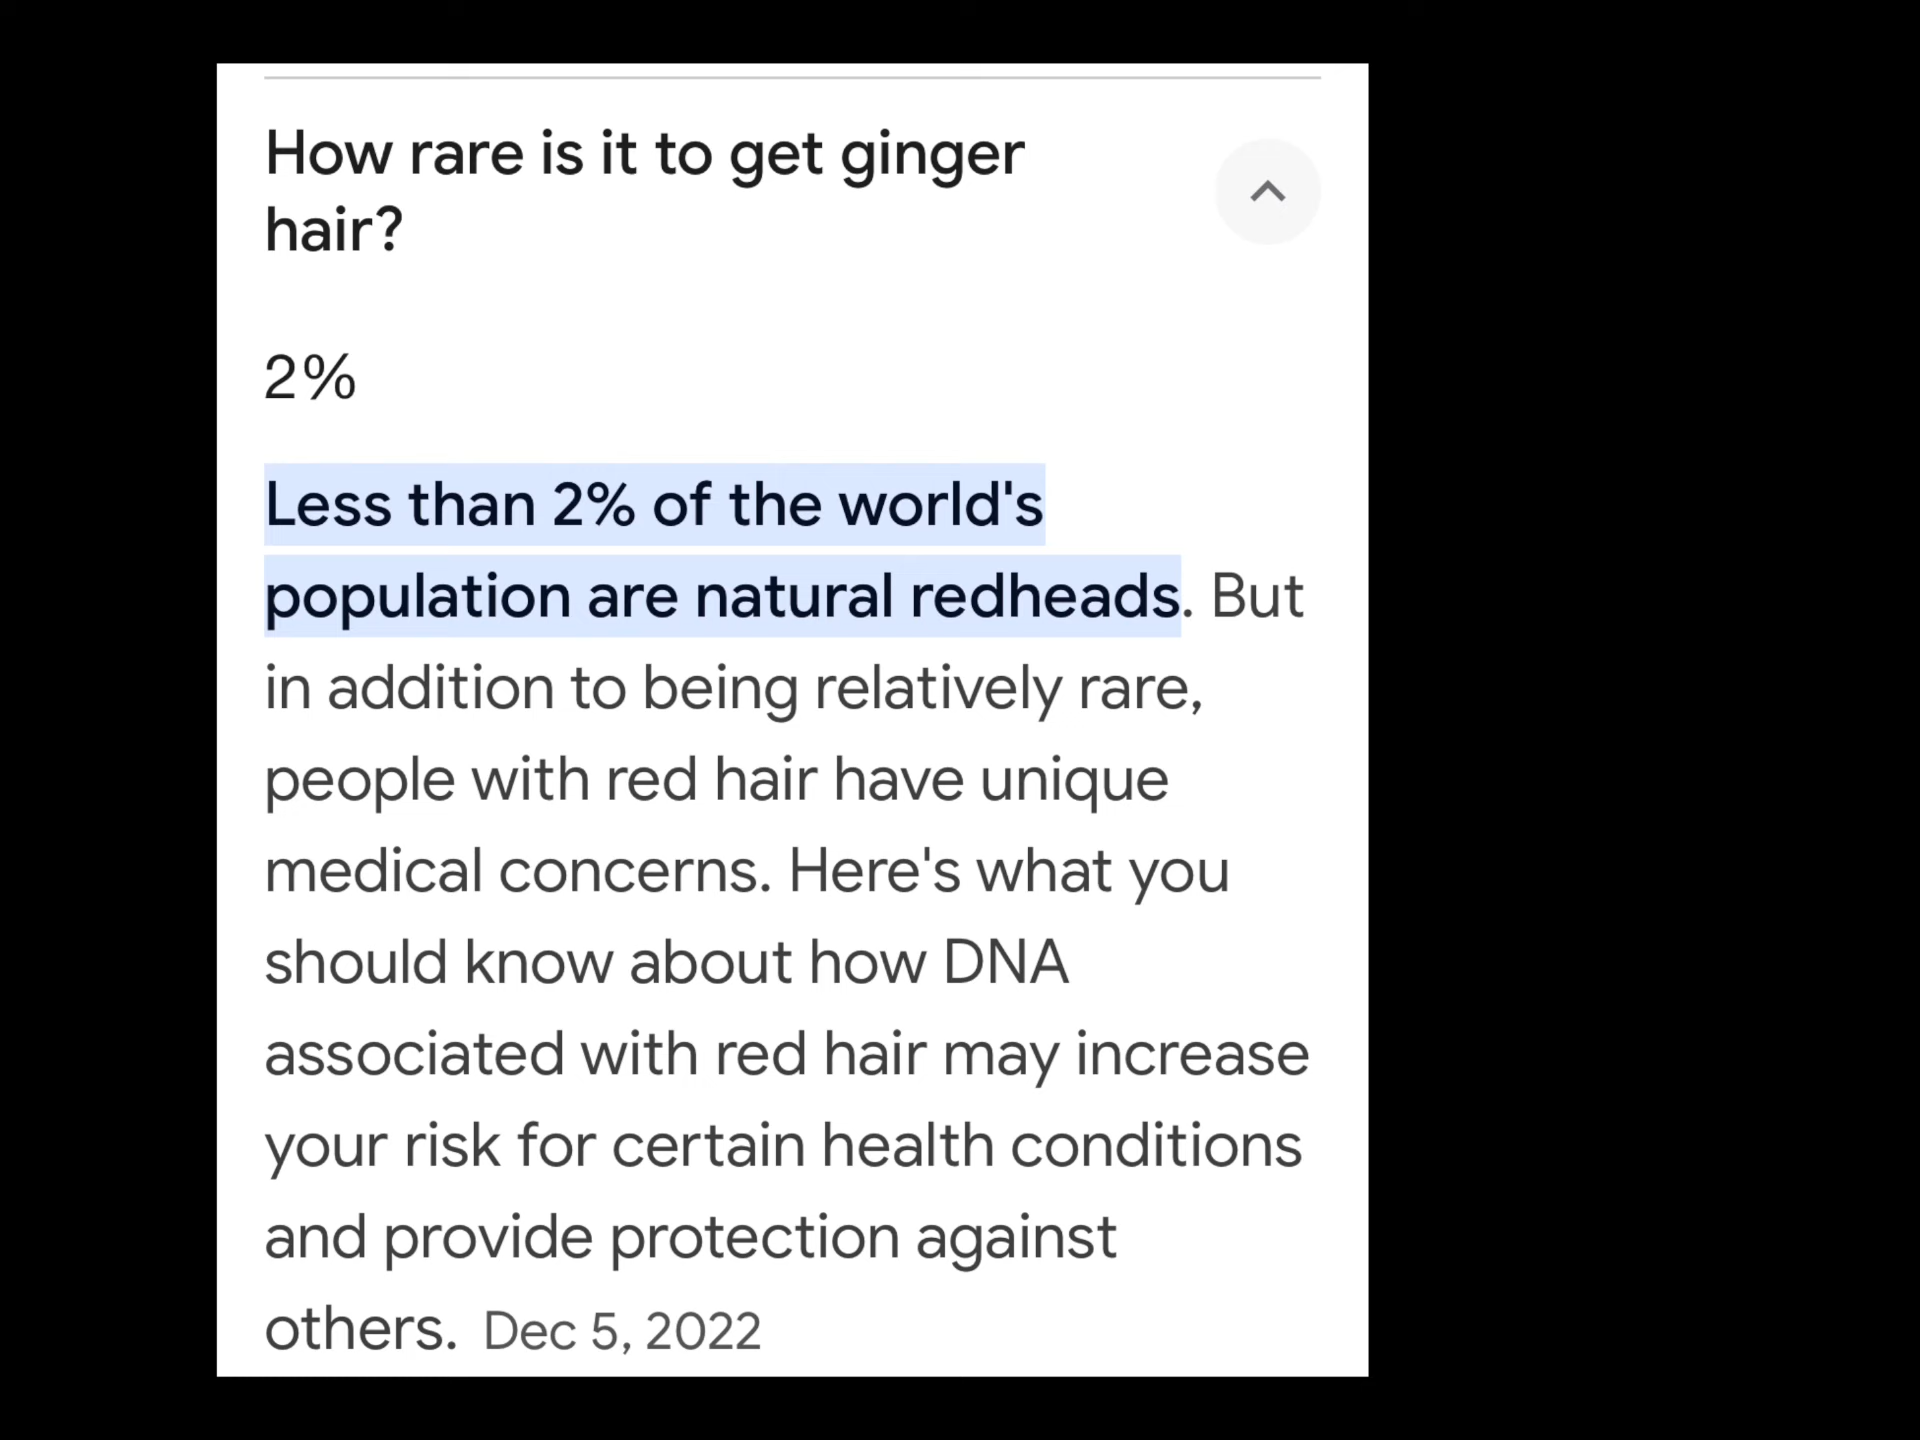 How rare is it to get ginger
hair?
2%
Less than 2% of the world's
population are natural redheads. But
in addition to being relatively rare,
people with red hair have unique
medical concerns. Here's what you
should know about how DNA
associated with red hair may increase
your risk for certain health conditions
and provide protection against
others. Dec 5, 2022